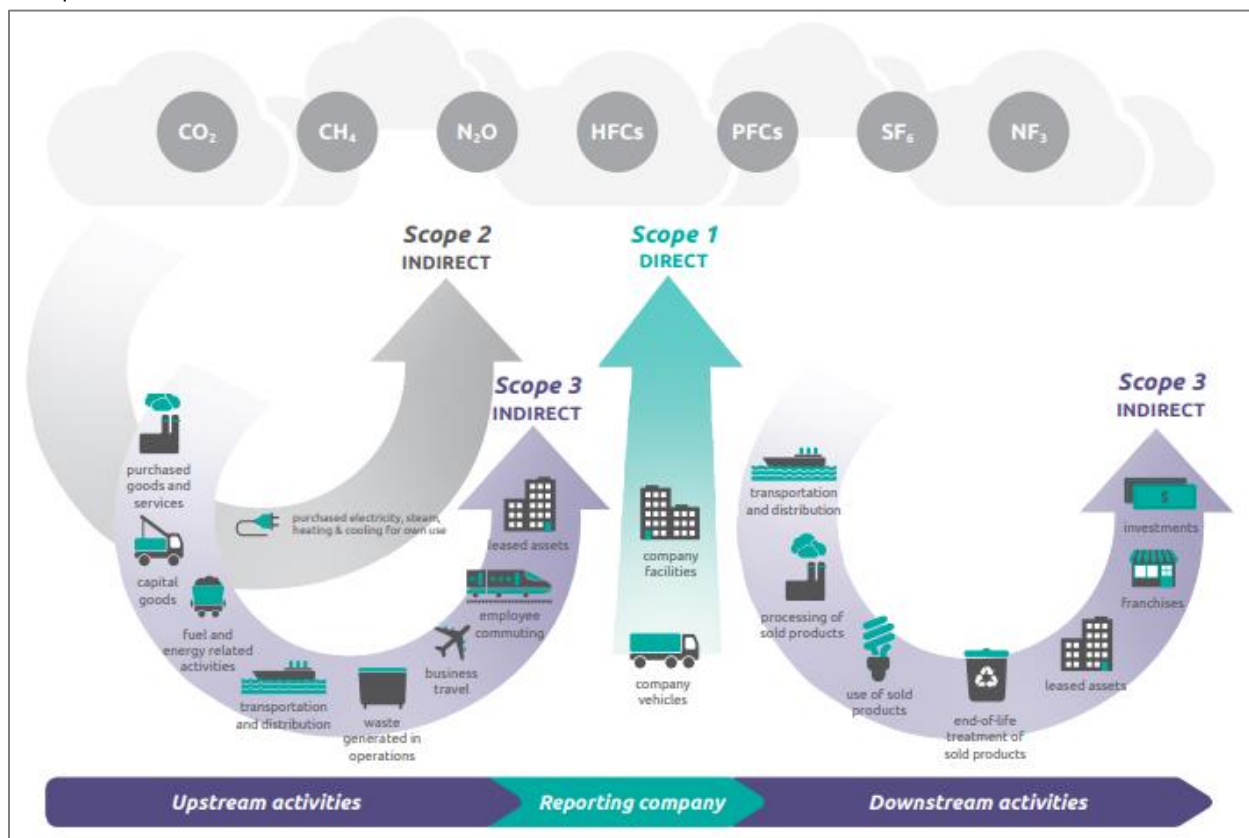 CO₂ CH₄ N₂O HFCs PFCs SF₆ NF₃
Scope 2
INDIRECT
Scope 1
DIRECT
Scope 3
INDIRECT
Scope 3
INDIRECT
purchased
goods and
services
capital
goods
fuel and
energy related
activities
transportation
and distribution
waste
generated in
operations
business
travel
employee
commuting
leased assets
purchased electricity, steam,
heating & cooling for own use
company
facilities
company
vehicles
transportation
and distribution
processing of
sold products
use of sold
products
end-of-life
treatment of
sold products
leased assets
franchises
$
investments
Upstream activities
Reporting company
Downstream activities